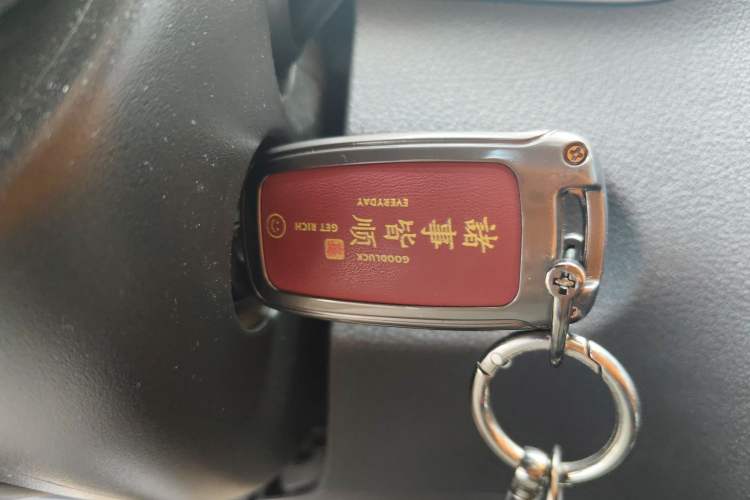 諸事皆顺
GOODLUCK
EVERYDAY
GET RICH